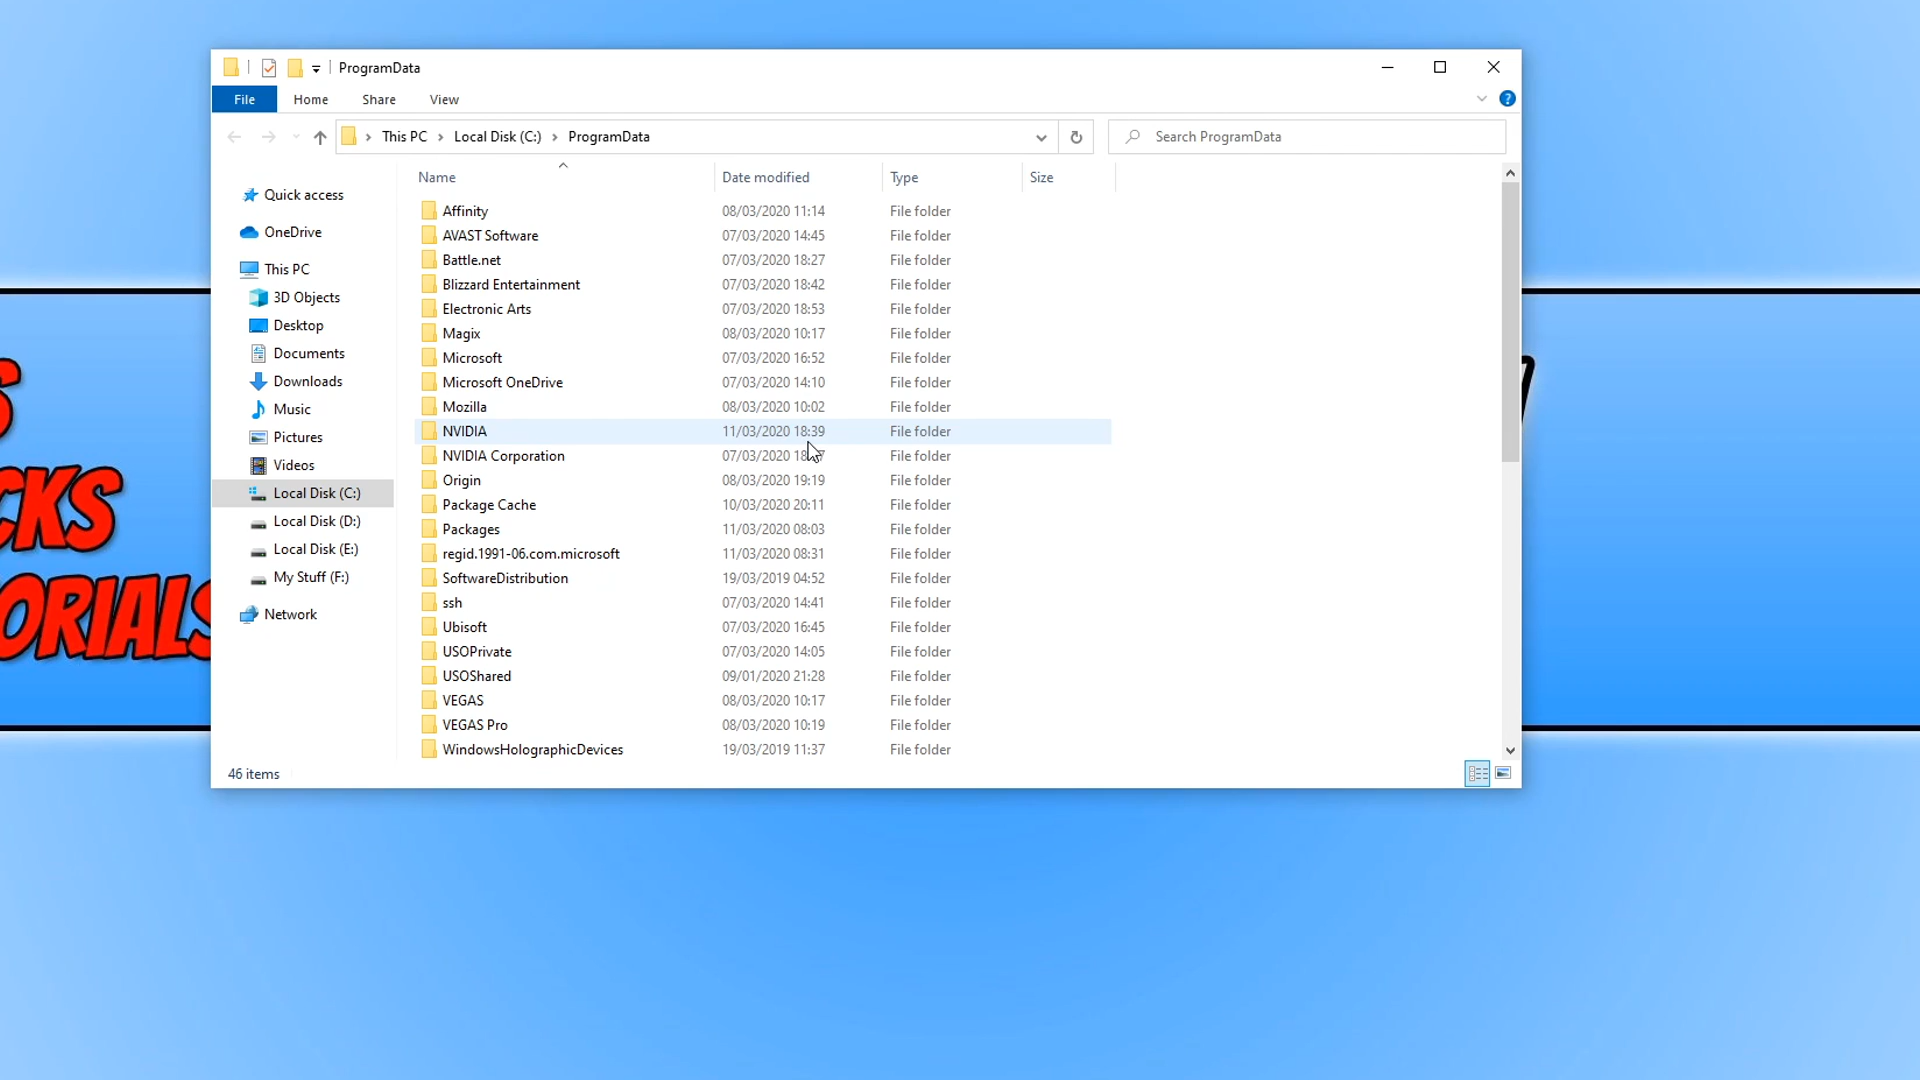 ProgramData
File Home Share View
This PC Local Disk (C:) ProgramData Search ProgramData
Name Date modified Type Size
Quick access
OneDrive
This PC
3D Objects
Desktop
Documents
Downloads
Music
Pictures
Videos
Local Disk (C:)
Local Disk (D:)
Local Disk (E:)
My Stuff (F:)
Network
Affinity 08/03/2020 11:14 File folder
AVAST Software 07/03/2020 14:45 File folder
Battle.net 07/03/2020 18:27 File folder
Blizzard Entertainment 07/03/2020 18:42 File folder
Electronic Arts 07/03/2020 18:53 File folder
Magix 08/03/2020 10:17 File folder
Microsoft 07/03/2020 16:52 File folder
Microsoft OneDrive 07/03/2020 14:10 File folder
Mozilla 08/03/2020 10:02 File folder
NVIDIA 11/03/2020 18:39 File folder
NVIDIA Corporation 07/03/2020 File folder
Origin 08/03/2020 19:19 File folder
Package Cache 10/03/2020 20:11 File folder
Packages 11/03/2020 08:03 File folder
regid.1991-06.com.microsoft 11/03/2020 08:31 File folder
SoftwareDistribution 19/03/2019 04:52 File folder
ssh 07/03/2020 14:41 File folder
Ubisoft 07/03/2020 16:45 File folder
USOPrivate 07/03/2020 14:05 File folder
USOShared 09/01/2020 21:28 File folder
VEGAS 08/03/2020 10:17 File folder
VEGAS Pro 08/03/2020 10:19 File folder
WindowsHolographicDevices 19/03/2019 11:37 File folder
46 items